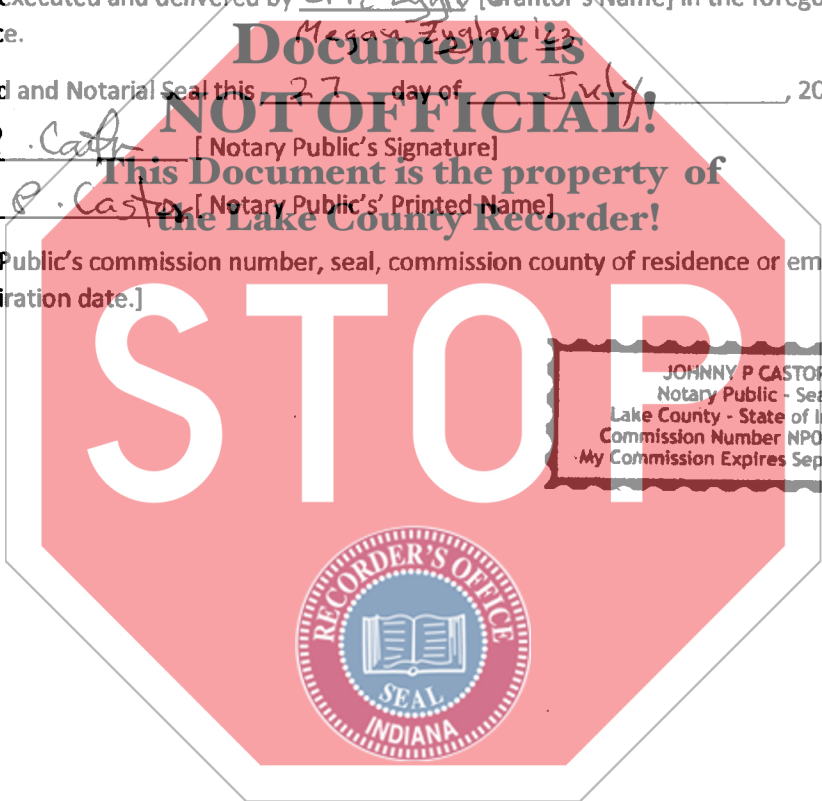 executed and delivered by [Grantor's Name] in the forego
ce.
Megan Zyglowicz
Document is
d and Notarial Seal this 27 day of July, 20
NOT OFFICIAL!
[Notary Public's Signature]
This Document is the property of
P. Castor [Notary Public's' Printed Name]
the Lake County Recorder!
Public's commission number, seal, commission county of residence or em
iration date.]
STOP
JOHNNY P CASTOR
Notary Public - Sea
Lake County - State of I
Commission Number NPO
My Commission Expires Sep
RECORDER'S OFFICE
SEAL
INDIANA